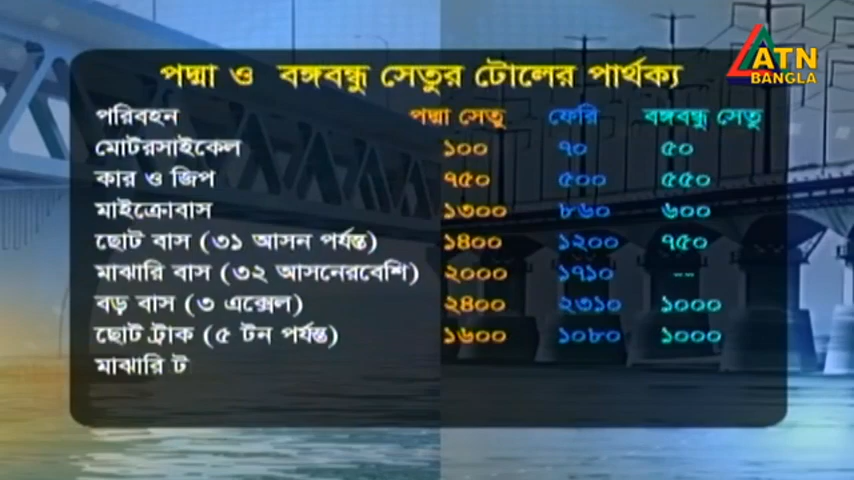 ATN
BANGLA
পদ্মা ও বঙ্গবন্ধু সেতুর টোলের পার্থক্য
পরিবহন পদ্মা সেতু ফেরি বঙ্গবন্ধু সেতু
মোটরসাইকেল ১০০ ৭০ ৫০
কার ও জিপ ৭৫০ ৫০০ ৫৫০
মাইক্রোবাস ১৩০০ ৮৬০ ৬০০
ছোট বাস (৩১ আসন পর্যন্ত) ১৪০০ ১২০০ ৭৫০
মাঝারি বাস (৩২ আসনেরবেশি) ২০০০ ১৭১০ --
বড় বাস (৩ এক্সেল) ২৪০০ ২৩১০ ১০০০
ছোট ট্রাক (৫ টন পর্যন্ত) ১৬০০ ১০৮০ ১০০০
মাঝারি ট